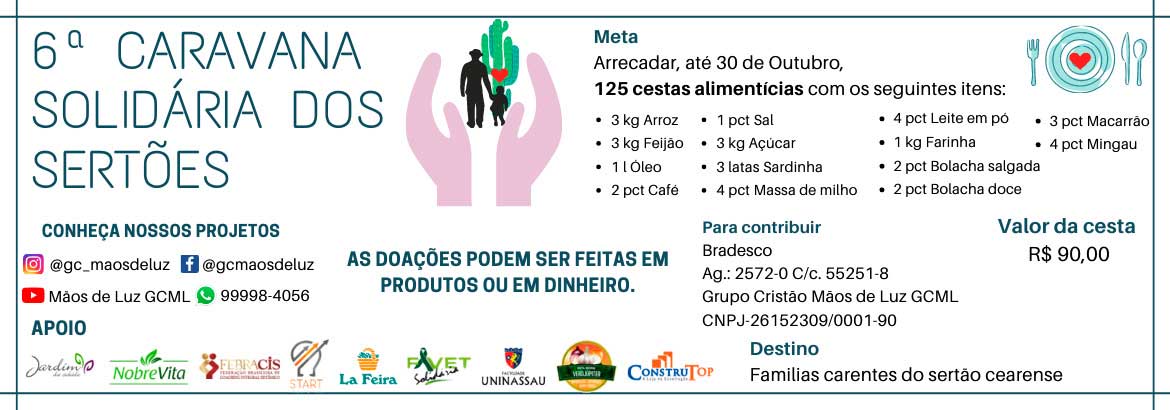 6ª CARAVANA
SOLIDÁRIA DOS
SERTÕES
Meta
Arrecadar, até 30 de Outubro,
125 cestas alimentícias com os seguintes itens:
• 3 kg Arroz
• 3 kg Feijão
• 1 l Óleo
• 2 pct Café
• 1 pct Sal
• 3 kg Açúcar
• 3 latas Sardinha
• 4 pct Massa de milho
• 4 pct Leite em pó
• 1 kg Farinha
• 2 pct Bolacha salgada
• 2 pct Bolacha doce
• 3 pct Macarrão
• 4 pct Mingau
CONHEÇA NOSSOS PROJETOS
@gc_maosdeluz @gcmaosdeluz
Mãos de Luz GCML 99998-4056
AS DOAÇÕES PODEM SER FEITAS EM
PRODUTOS OU EM DINHEIRO.
Para contribuir
Bradesco
Ag.: 2572-0 C/c. 55251-8
Grupo Cristão Mãos de Luz GCML
CNPJ-26152309/0001-90
Valor da cesta
R$ 90,00
Destino
Familias carentes do sertão cearense
APOIO
Jardim
da cidade
NobreVita
FEBRACIS
START
La Feira
FAVET
Solidária
FACULDADE
UNINASSAU
CONSTRUTOP